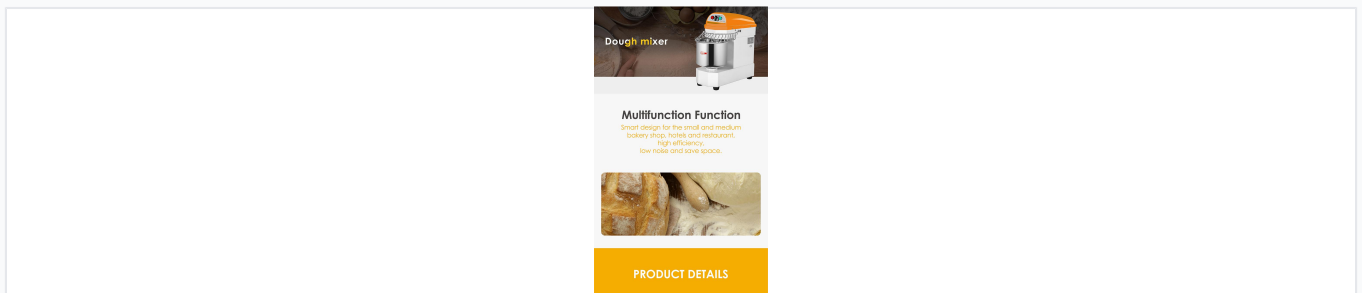 Dough mixer
Multifunction Function
Smart design for the small and medium
bakery shop, hotels and restaurant.
high efficiency,
low noise and save space.
PRODUCT DETAILS